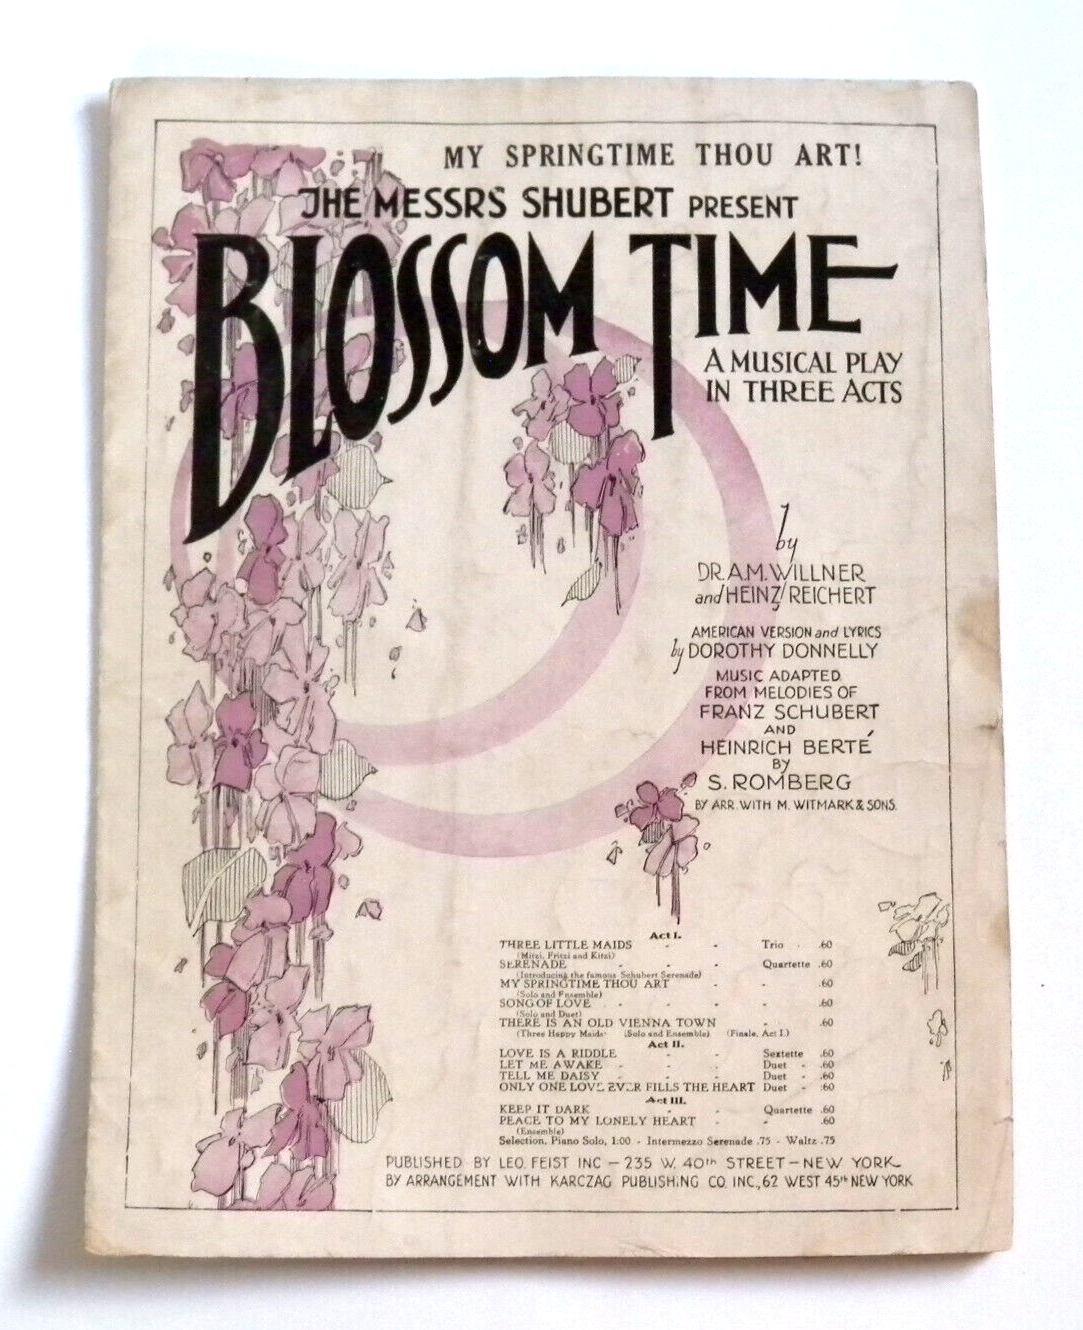 MY SPRINGTIME THOU ART!
THE MESSRS SHUBERT PRESENT
BLOSSOM TIME
A MUSICAL PLAY
IN THREE ACTS
by
DR. A.M. WILLNER
and HEINZ REICHERT
AMERICAN VERSION and LYRICS
by DOROTHY DONNELLY
MUSIC ADAPTED
FROM MELODIES OF
FRANZ SCHUBERT
AND
HEINRICH BERTÉ
BY
S. ROMBERG
BY ARR. WITH M. WITMARK & SONS.
Act I.
THREE LITTLE MAIDS - - Trio - .60
(Mitzi, Fritzi and Kitzi)
SERENADE - - - Quartette .60
(Introducing the famous Schubert Serenade)
MY SPRINGTIME THOU ART - - .60
(Solo and Ensemble)
SONG OF LOVE - - - - .60
(Solo and Duet)
THERE IS AN OLD VIENNA TOWN - .60
(Three Happy Maids- (Solo and Ensemble) (Finale, Act I.)
Act II.
LOVE IS A RIDDLE - - Sextette .60
LET ME AWAKE - - - Duet - .60
TELL ME DAISY - - - Duet - .60
ONLY ONE LOVE EVER FILLS THE HEART Duet - .60
Act III.
KEEP IT DARK - - Quartette .60
PEACE TO MY LONELY HEART - - .60
(Ensemble)
Selection, Piano Solo, 1:00 - Intermezzo Serenade .75 - Waltz .75
PUBLISHED BY LEO. FEIST INC — 235 W. 40th STREET — NEW YORK
BY ARRANGEMENT WITH KARCZAG PUBLISHING CO. INC., 62 WEST 45th NEW YORK